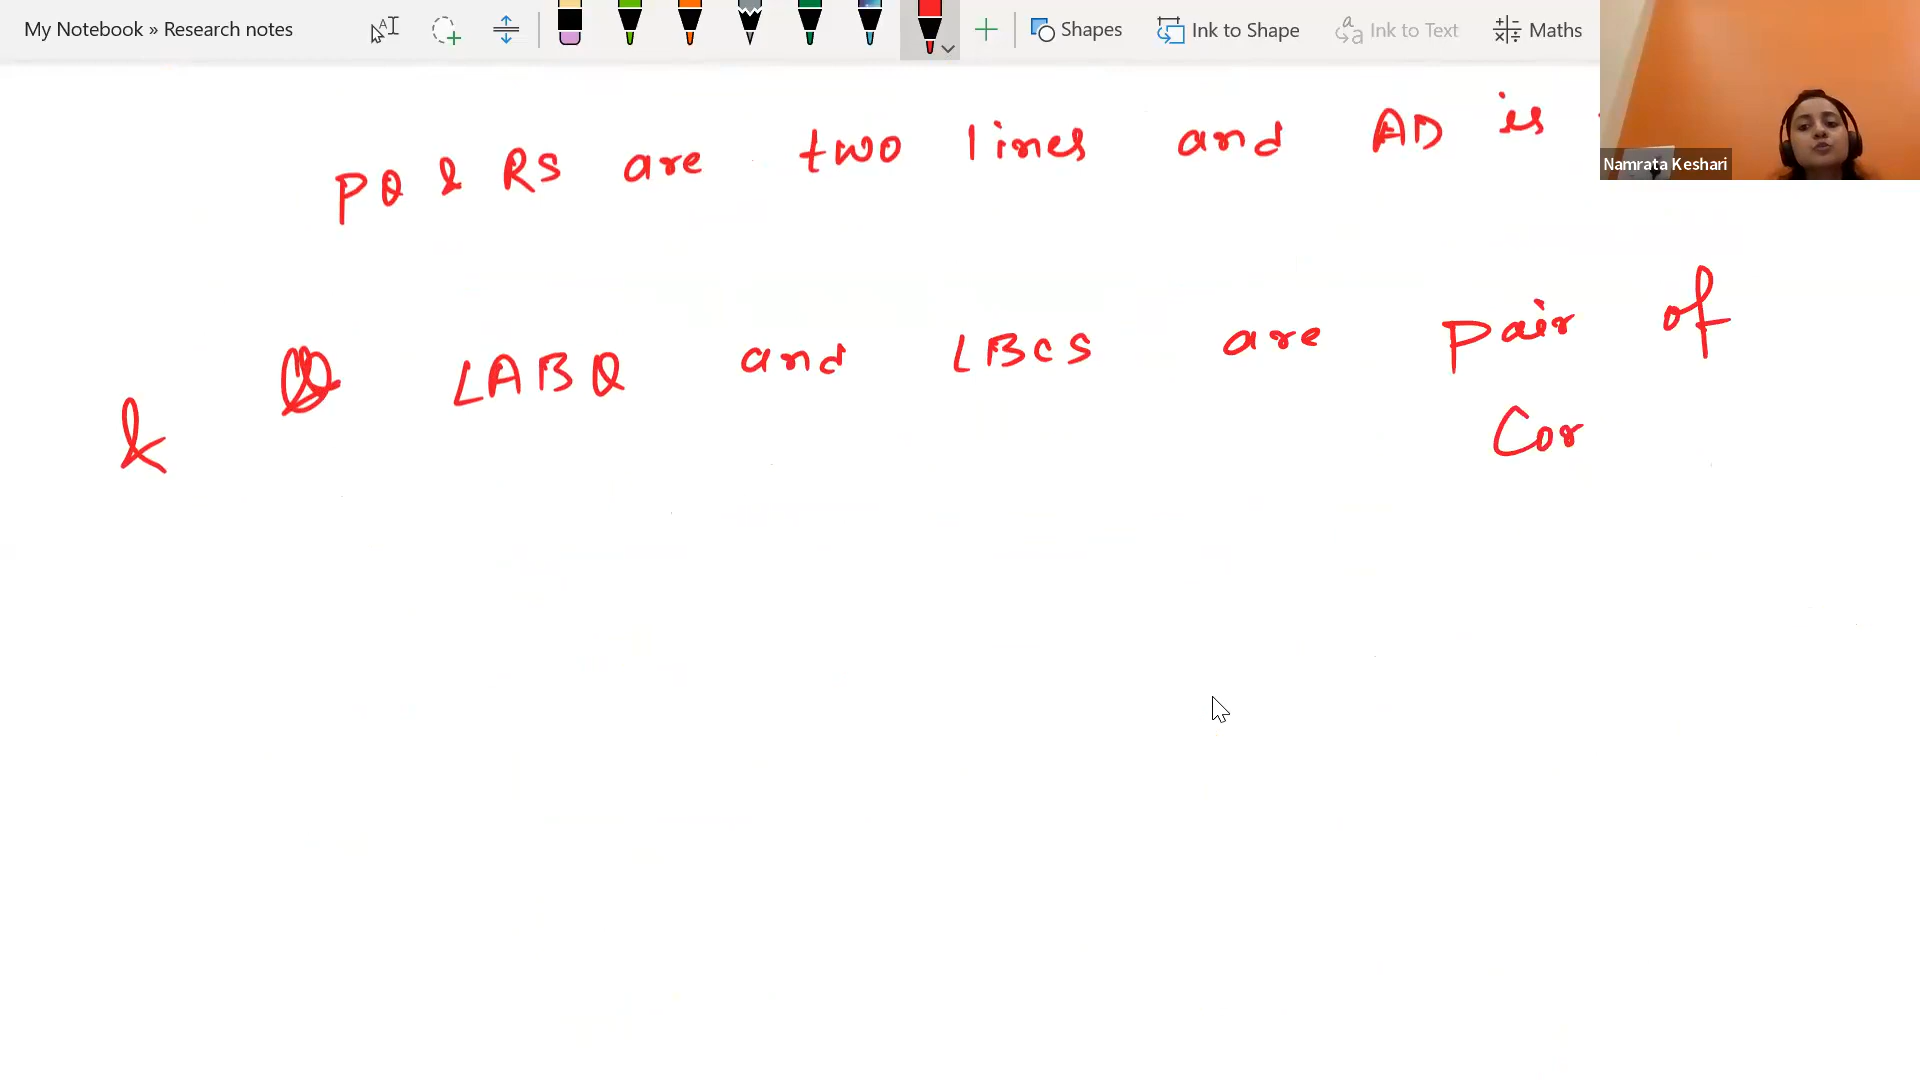 My Notebook » Research notes
Shapes
Ink to Shape
Ink to Text
Maths
Namrata Keshari
PQ & RS are two lines and AD is
& ∠ABQ and ∠BCS are pair of
Cor